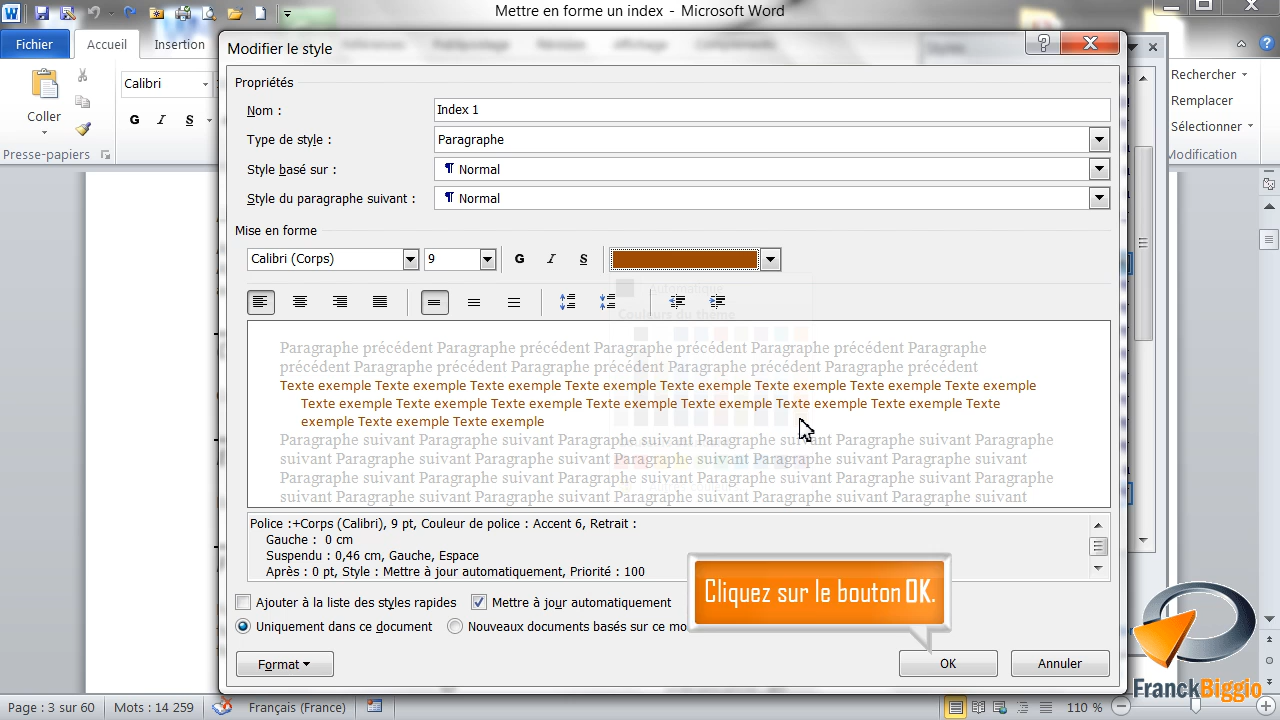 Mettre en forme un index - Microsoft Word
Fichier
Accueil
Insertion
Calibri
Coller
G I S
Presse-papiers
Rechercher
Remplacer
Sélectionner
Modification
Modifier le style
Propriétés
Nom :
Index 1
Type de style :
Paragraphe
Style basé sur :
¶ Normal
Style du paragraphe suivant :
¶ Normal
Mise en forme
Calibri (Corps)
9
G I S
Automatique
Couleurs du thème
Paragraphe précédent Paragraphe précédent Paragraphe précédent Paragraphe précédent Paragraphe
précédent Paragraphe précédent Paragraphe précédent Paragraphe précédent Paragraphe précédent
Texte exemple Texte exemple Texte exemple Texte exemple Texte exemple Texte exemple Texte exemple Texte exemple
Texte exemple Texte exemple Texte exemple Texte exemple Texte exemple Texte exemple Texte exemple Texte
exemple Texte exemple Texte exemple
Paragraphe suivant Paragraphe suivant Paragraphe suivant Paragraphe suivant Paragraphe suivant Paragraphe
suivant Paragraphe suivant Paragraphe suivant Paragraphe suivant Paragraphe suivant Paragraphe suivant
Paragraphe suivant Paragraphe suivant Paragraphe suivant Paragraphe suivant Paragraphe suivant Paragraphe
suivant Paragraphe suivant Paragraphe suivant Paragraphe suivant Paragraphe suivant Paragraphe suivant
Police :+Corps (Calibri), 9 pt, Couleur de police : Accent 6, Retrait :
Gauche : 0 cm
Suspendu : 0,46 cm, Gauche, Espace
Après : 0 pt, Style : Mettre à jour automatiquement, Priorité : 100
Cliquez sur le bouton OK.
Ajouter à la liste des styles rapides
Mettre à jour automatiquement
Uniquement dans ce document
Nouveaux documents basés sur ce mo
Format
OK
Annuler
FranckBiggio
Page : 3 sur 60
Mots : 14 259
Français (France)
110 %